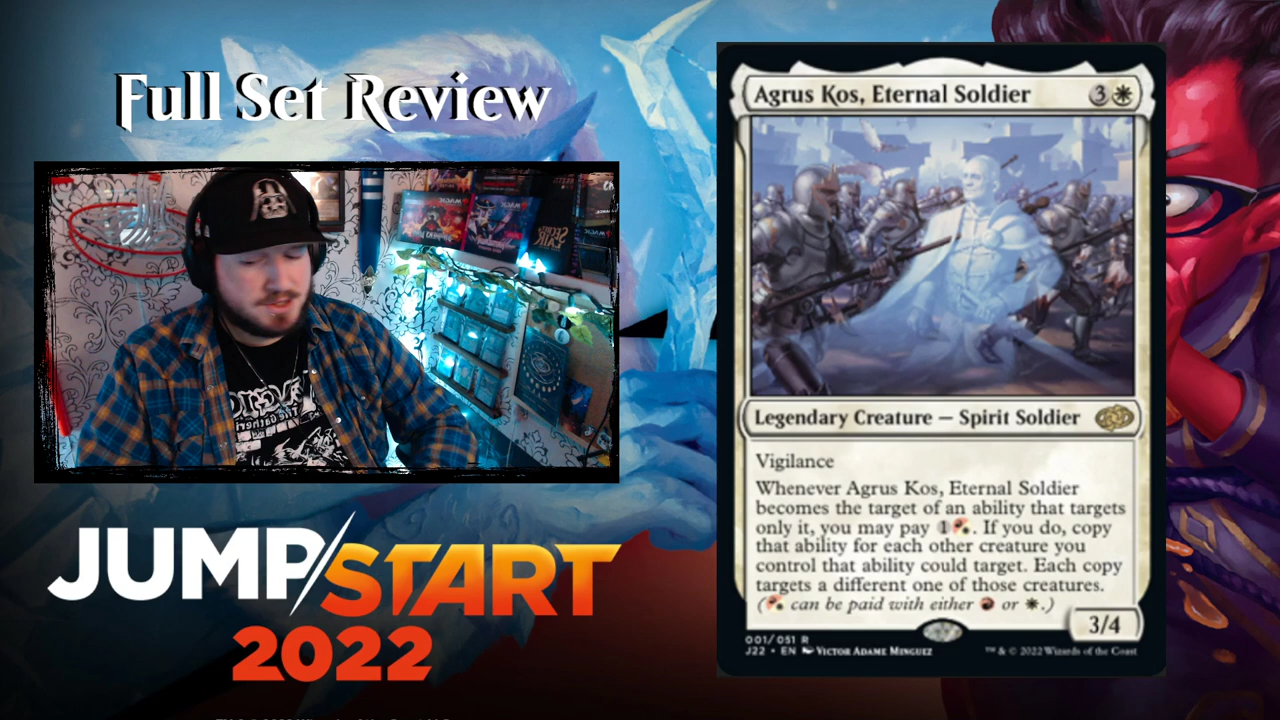 Full Set Review
JUMP/START
2022
Agrus Kos, Eternal Soldier 3
Legendary Creature — Spirit Soldier
Vigilance
Whenever Agrus Kos, Eternal Soldier
becomes the target of an ability that targets
only it, you may pay 1. If you do, copy
that ability for each other creature you
control that ability could target. Each copy
targets a different one of those creatures.
( can be paid with either or .)
3/4
001/051 R
J22 • EN Victor Adame Minguez
™ & © 2022 Wizards of the Coast